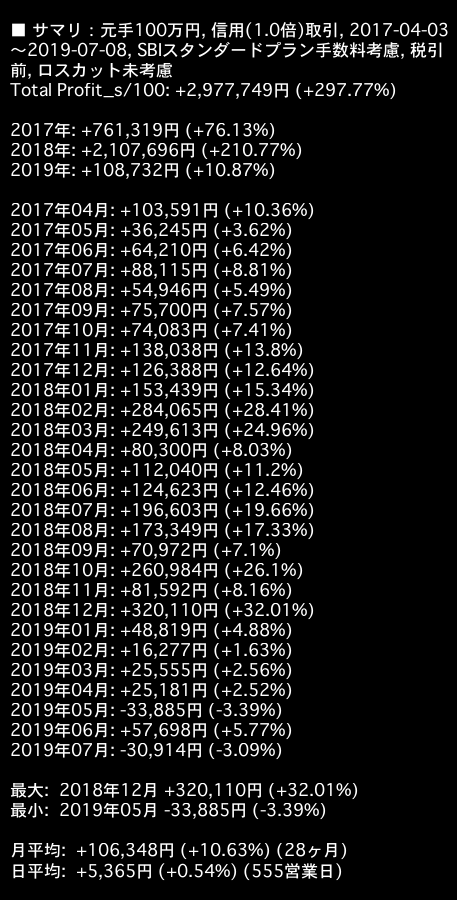 ■ サマリ：元手100万円, 信用(1.0倍)取引, 2017-04-03
～2019-07-08, SBIスタンダードプラン手数料考慮, 税引
前, ロスカット未考慮
Total Profit_s/100: +2,977,749円 (+297.77%)
2017年: +761,319円 (+76.13%)
2018年: +2,107,696円 (+210.77%)
2019年: +108,732円 (+10.87%)
2017年04月: +103,591円 (+10.36%)
2017年05月: +36,245円 (+3.62%)
2017年06月: +64,210円 (+6.42%)
2017年07月: +88,115円 (+8.81%)
2017年08月: +54,946円 (+5.49%)
2017年09月: +75,700円 (+7.57%)
2017年10月: +74,083円 (+7.41%)
2017年11月: +138,038円 (+13.8%)
2017年12月: +126,388円 (+12.64%)
2018年01月: +153,439円 (+15.34%)
2018年02月: +284,065円 (+28.41%)
2018年03月: +249,613円 (+24.96%)
2018年04月: +80,300円 (+8.03%)
2018年05月: +112,040円 (+11.2%)
2018年06月: +124,623円 (+12.46%)
2018年07月: +196,603円 (+19.66%)
2018年08月: +173,349円 (+17.33%)
2018年09月: +70,972円 (+7.1%)
2018年10月: +260,984円 (+26.1%)
2018年11月: +81,592円 (+8.16%)
2018年12月: +320,110円 (+32.01%)
2019年01月: +48,819円 (+4.88%)
2019年02月: +16,277円 (+1.63%)
2019年03月: +25,555円 (+2.56%)
2019年04月: +25,181円 (+2.52%)
2019年05月: -33,885円 (-3.39%)
2019年06月: +57,698円 (+5.77%)
2019年07月: -30,914円 (-3.09%)
最大: 2018年12月 +320,110円 (+32.01%)
最小: 2019年05月 -33,885円 (-3.39%)
月平均: +106,348円 (+10.63%) (28ヶ月)
日平均: +5,365円 (+0.54%) (555営業日)